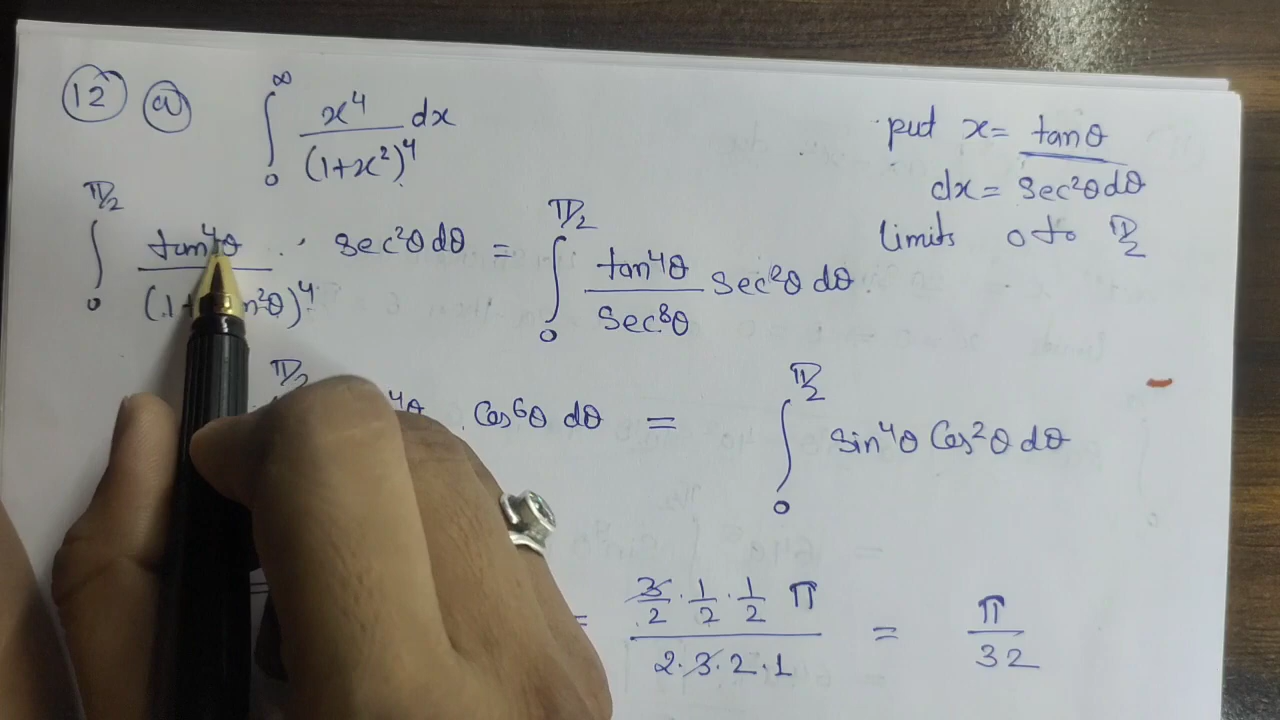 12 a ∫₀^∞ x⁴/(1+x²)⁴ dx
put x = tanθ
dx = sec²θ dθ
limits 0 to π/2
∫₀^(π/2) tan⁴θ/(1+ n²θ)⁴ · sec²θ dθ = ∫₀^(π/2) tan⁴θ/sec⁸θ sec²θ dθ
π/2 ⁴θ . cos⁶θ dθ = ∫₀^(π/2) sin⁴θ cos²θ dθ
= (3/2 · 1/2 · 1/2 π)/(2·3·2·1) = π/32